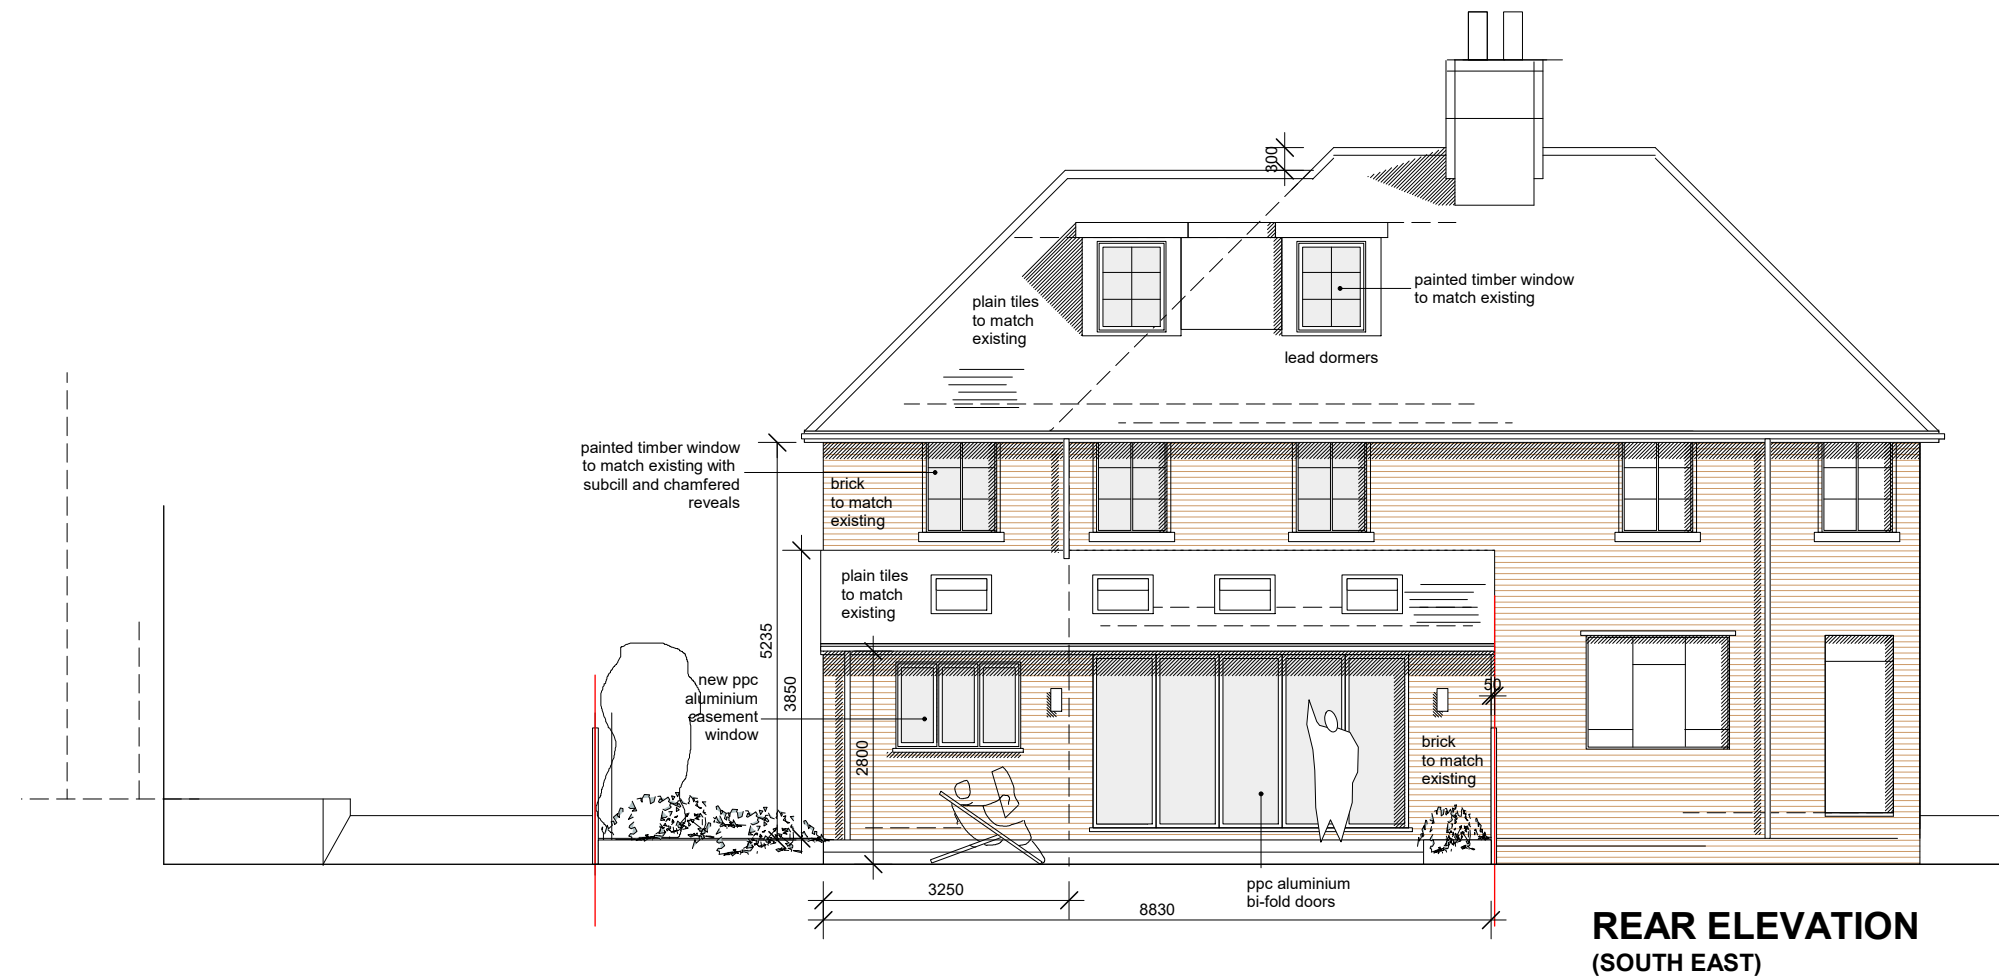 300
painted timber window
to match existing
plain tiles
to match
existing
lead dormers
painted timber window
to match existing with
subcill and chamfered
reveals
brick
to match
existing
plain tiles
to match
existing
5235
3850
new ppc
aluminium
casement
window
50
2800
brick
to match
existing
ppc aluminium
bi-fold doors
3250
8830
REAR ELEVATION
(SOUTH EAST)